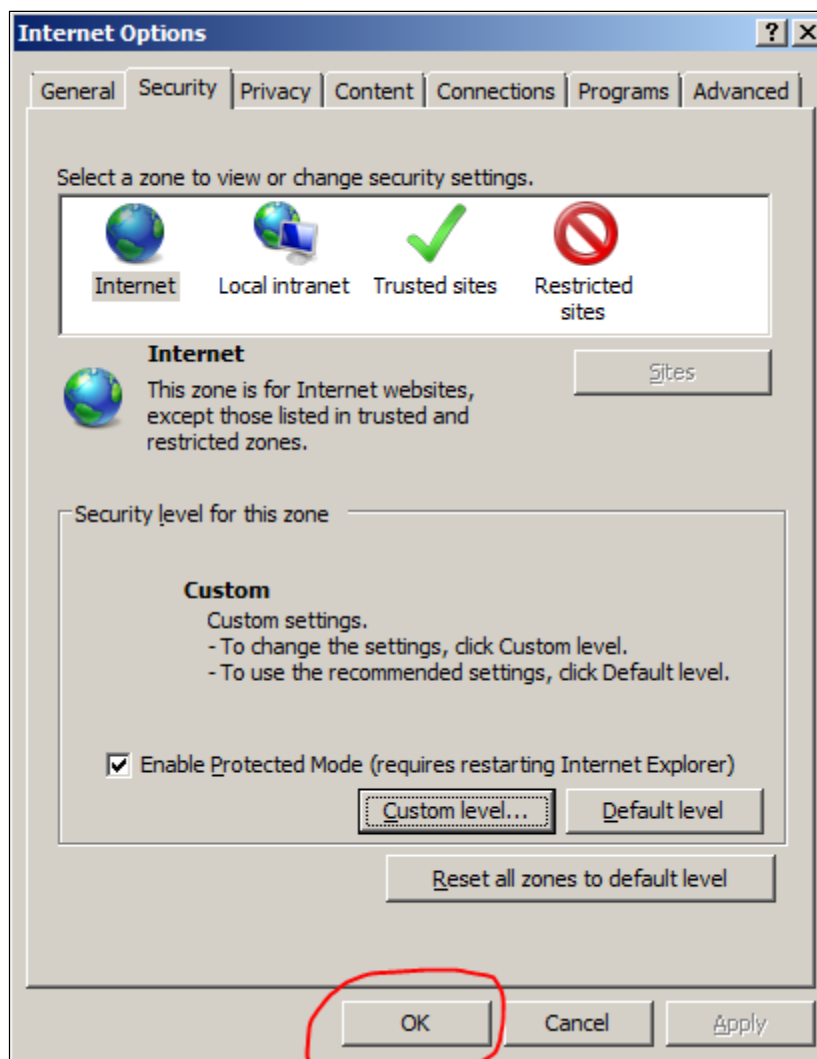 Internet Options
General Security Privacy Content Connections Programs Advanced
Select a zone to view or change security settings.
Internet Local intranet Trusted sites Restricted
sites
Internet
This zone is for Internet websites,
except those listed in trusted and
restricted zones.
Sites
Security level for this zone
Custom
Custom settings.
- To change the settings, click Custom level.
- To use the recommended settings, click Default level.
Enable Protected Mode (requires restarting Internet Explorer)
Custom level... Default level
Reset all zones to default level
OK Cancel Apply